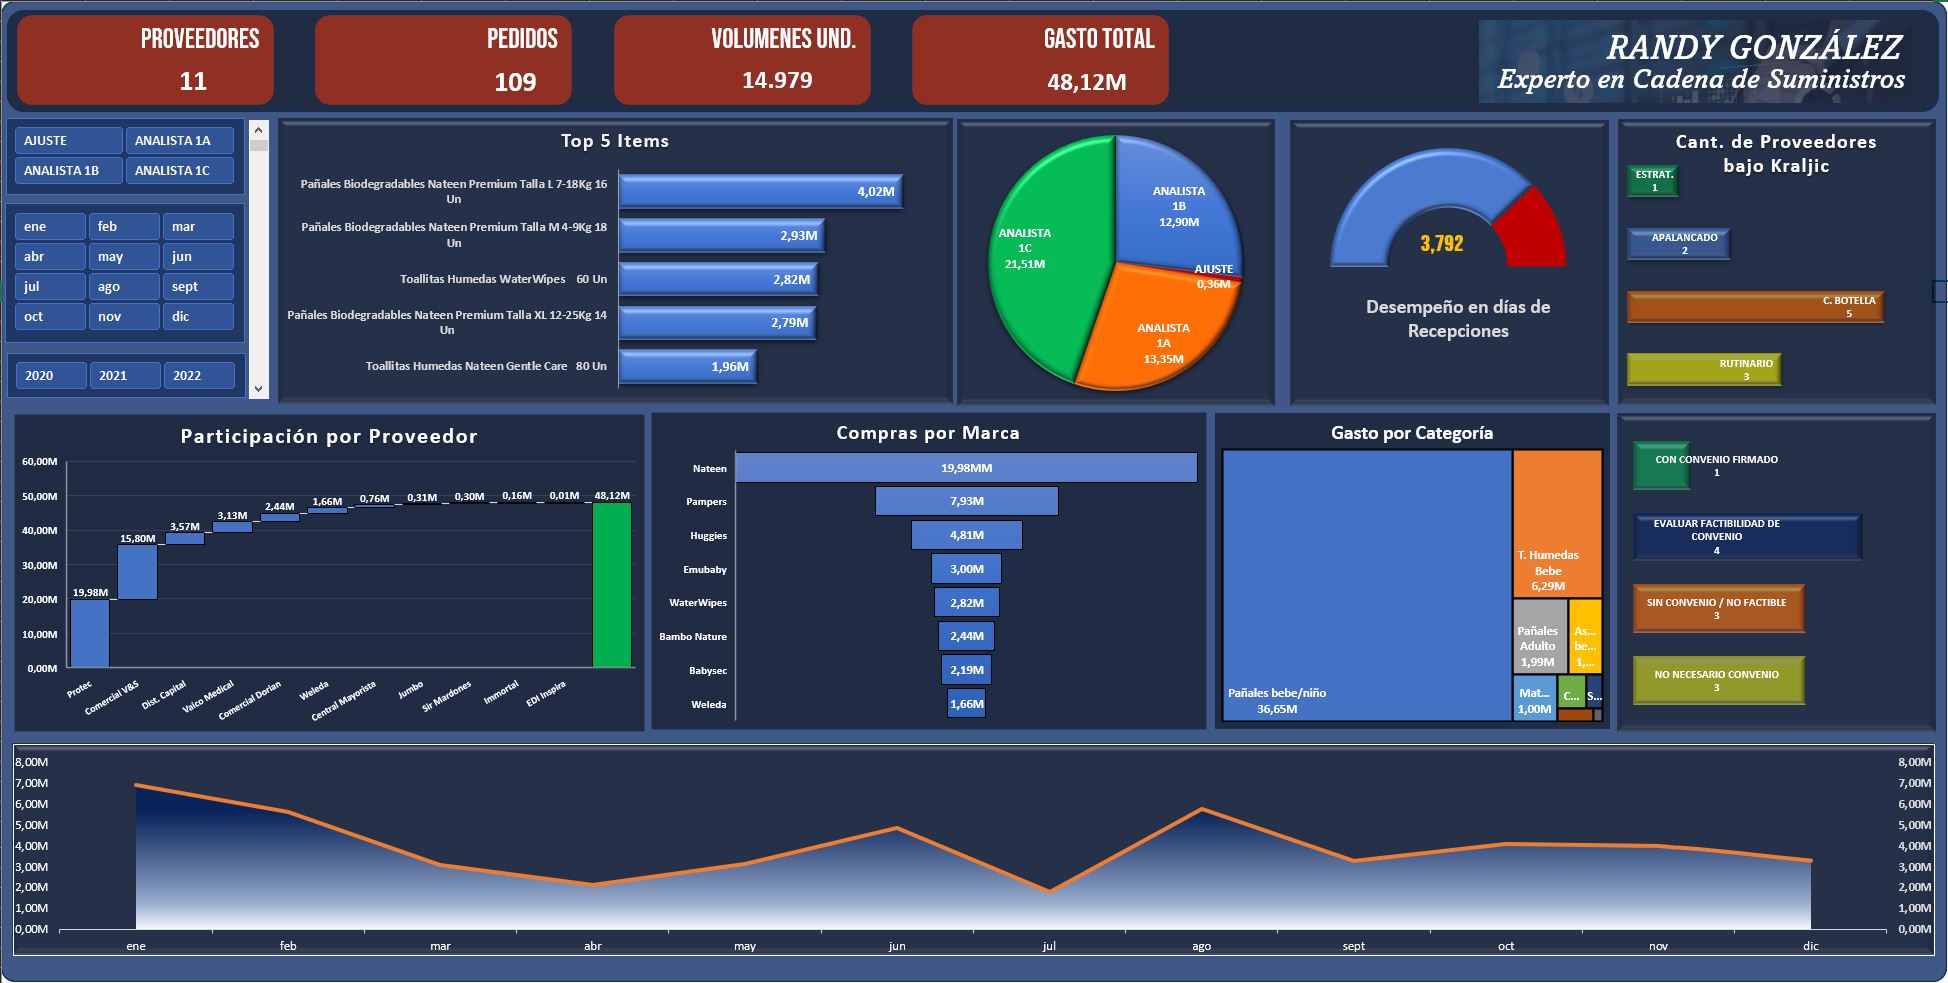 PROVEEDORES
11
PEDIDOS
109
VOLUMENES UND.
14.979
GASTO TOTAL
48,12M
RANDY GONZÁLEZ
Experto en Cadena de Suministros
AJUSTE
ANALISTA 1A
ANALISTA 1B
ANALISTA 1C
ene
feb
mar
abr
may
jun
jul
ago
sept
oct
nov
dic
2020
2021
2022
Top 5 Items
Pañales Biodegradables Nateen Premium Talla L 7-18Kg 16
Un
4,02M
Pañales Biodegradables Nateen Premium Talla M 4-9Kg 18
Un
2,93M
Toallitas Humedas WaterWipes 60 Un
2,82M
Pañales Biodegradables Nateen Premium Talla XL 12-25Kg 14
Un
2,79M
Toallitas Humedas Nateen Gentle Care 80 Un
1,96M
ANALISTA
1B
12,90M
AJUSTE
0,36M
ANALISTA
1A
13,35M
ANALISTA
1C
21,51M
3,792
Desempeño en días de
Recepciones
Cant. de Proveedores
bajo Kraljic
ESTRAT.
1
APALANCADO
2
C. BOTELLA
5
RUTINARIO
3
Participación por Proveedor
60,00M
50,00M
40,00M
30,00M
20,00M
10,00M
0,00M
19,98M
15,80M
3,57M
3,13M
2,44M
1,66M
0,76M
0,31M
0,30M
0,16M
0,01M
48,12M
Protec
Comercial V&S
Dist. Capital
Valco Medical
Comercial Dorian
Weleda
Central Mayorista
Jumbo
Sir Mardones
Immortal
EDI Inspira
Compras por Marca
Nateen
19,98MM
Pampers
7,93M
Huggies
4,81M
Emubaby
3,00M
WaterWipes
2,82M
Bambo Nature
2,44M
Babysec
2,19M
Weleda
1,66M
Gasto por Categoría
Pañales bebe/niño
36,65M
T. Humedas
Bebe
6,29M
Pañales
Adulto
1,99M
As...
be...
1,...
Mat...
1,00M
C...
S...
CON CONVENIO FIRMADO
1
EVALUAR FACTIBILIDAD DE
CONVENIO
4
SIN CONVENIO / NO FACTIBLE
3
NO NECESARIO CONVENIO
3
8,00M
7,00M
6,00M
5,00M
4,00M
3,00M
2,00M
1,00M
0,00M
8,00M
7,00M
6,00M
5,00M
4,00M
3,00M
2,00M
1,00M
0,00M
ene
feb
mar
abr
may
jun
jul
ago
sept
oct
nov
dic